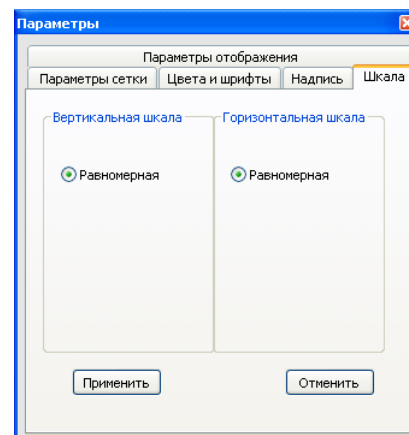 Параметры
Параметры отображения
Параметры сетки Цвета и шрифты Надпись Шкала
Вертикальная шкала Горизонтальная шкала
Равномерная Равномерная
Применить Отменить